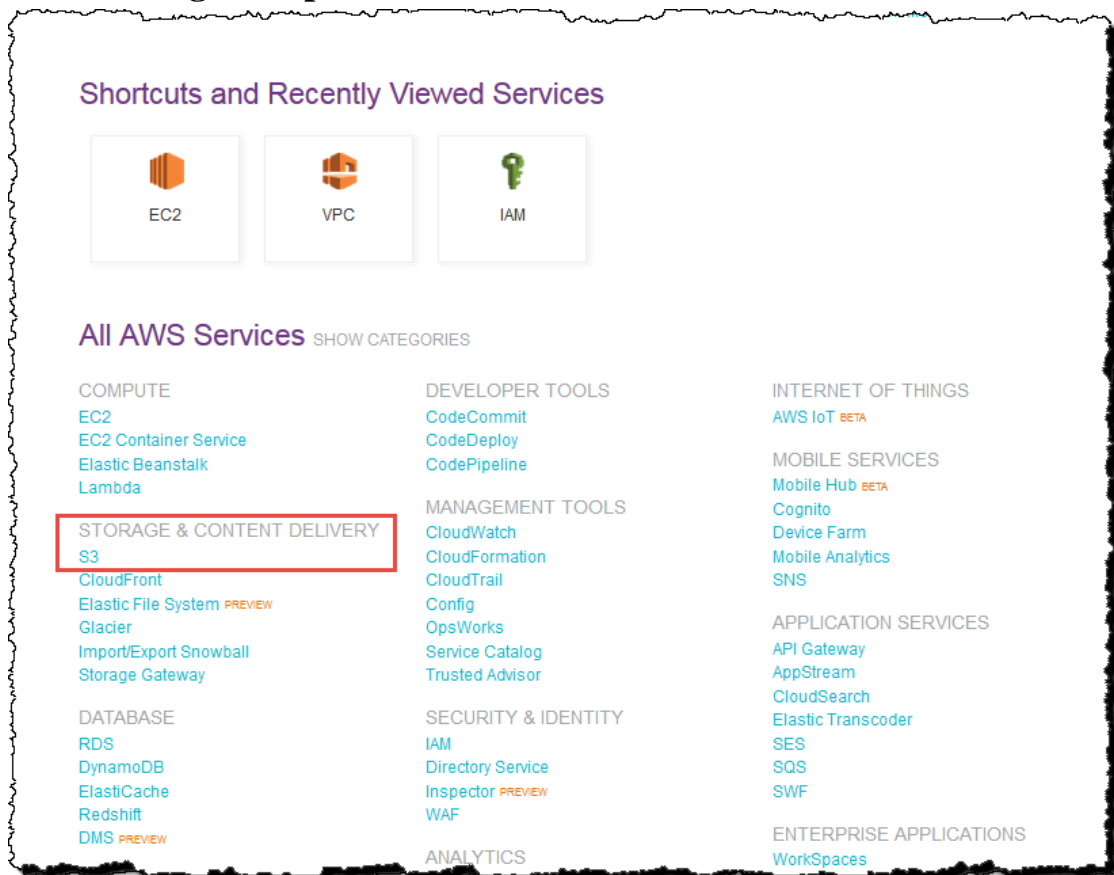 Shortcuts and Recently Viewed Services
EC2
VPC
IAM
All AWS Services SHOW CATEGORIES
COMPUTE
EC2
EC2 Container Service
Elastic Beanstalk
Lambda
STORAGE & CONTENT DELIVERY
S3
CloudFront
Elastic File System PREVIEW
Glacier
Import/Export Snowball
Storage Gateway
DATABASE
RDS
DynamoDB
ElastiCache
Redshift
DMS PREVIEW
DEVELOPER TOOLS
CodeCommit
CodeDeploy
CodePipeline
MANAGEMENT TOOLS
CloudWatch
CloudFormation
CloudTrail
Config
OpsWorks
Service Catalog
Trusted Advisor
SECURITY & IDENTITY
IAM
Directory Service
Inspector PREVIEW
WAF
ANALYTICS
INTERNET OF THINGS
AWS IoT BETA
MOBILE SERVICES
Mobile Hub BETA
Cognito
Device Farm
Mobile Analytics
SNS
APPLICATION SERVICES
API Gateway
AppStream
CloudSearch
Elastic Transcoder
SES
SQS
SWF
ENTERPRISE APPLICATIONS
WorkSpaces